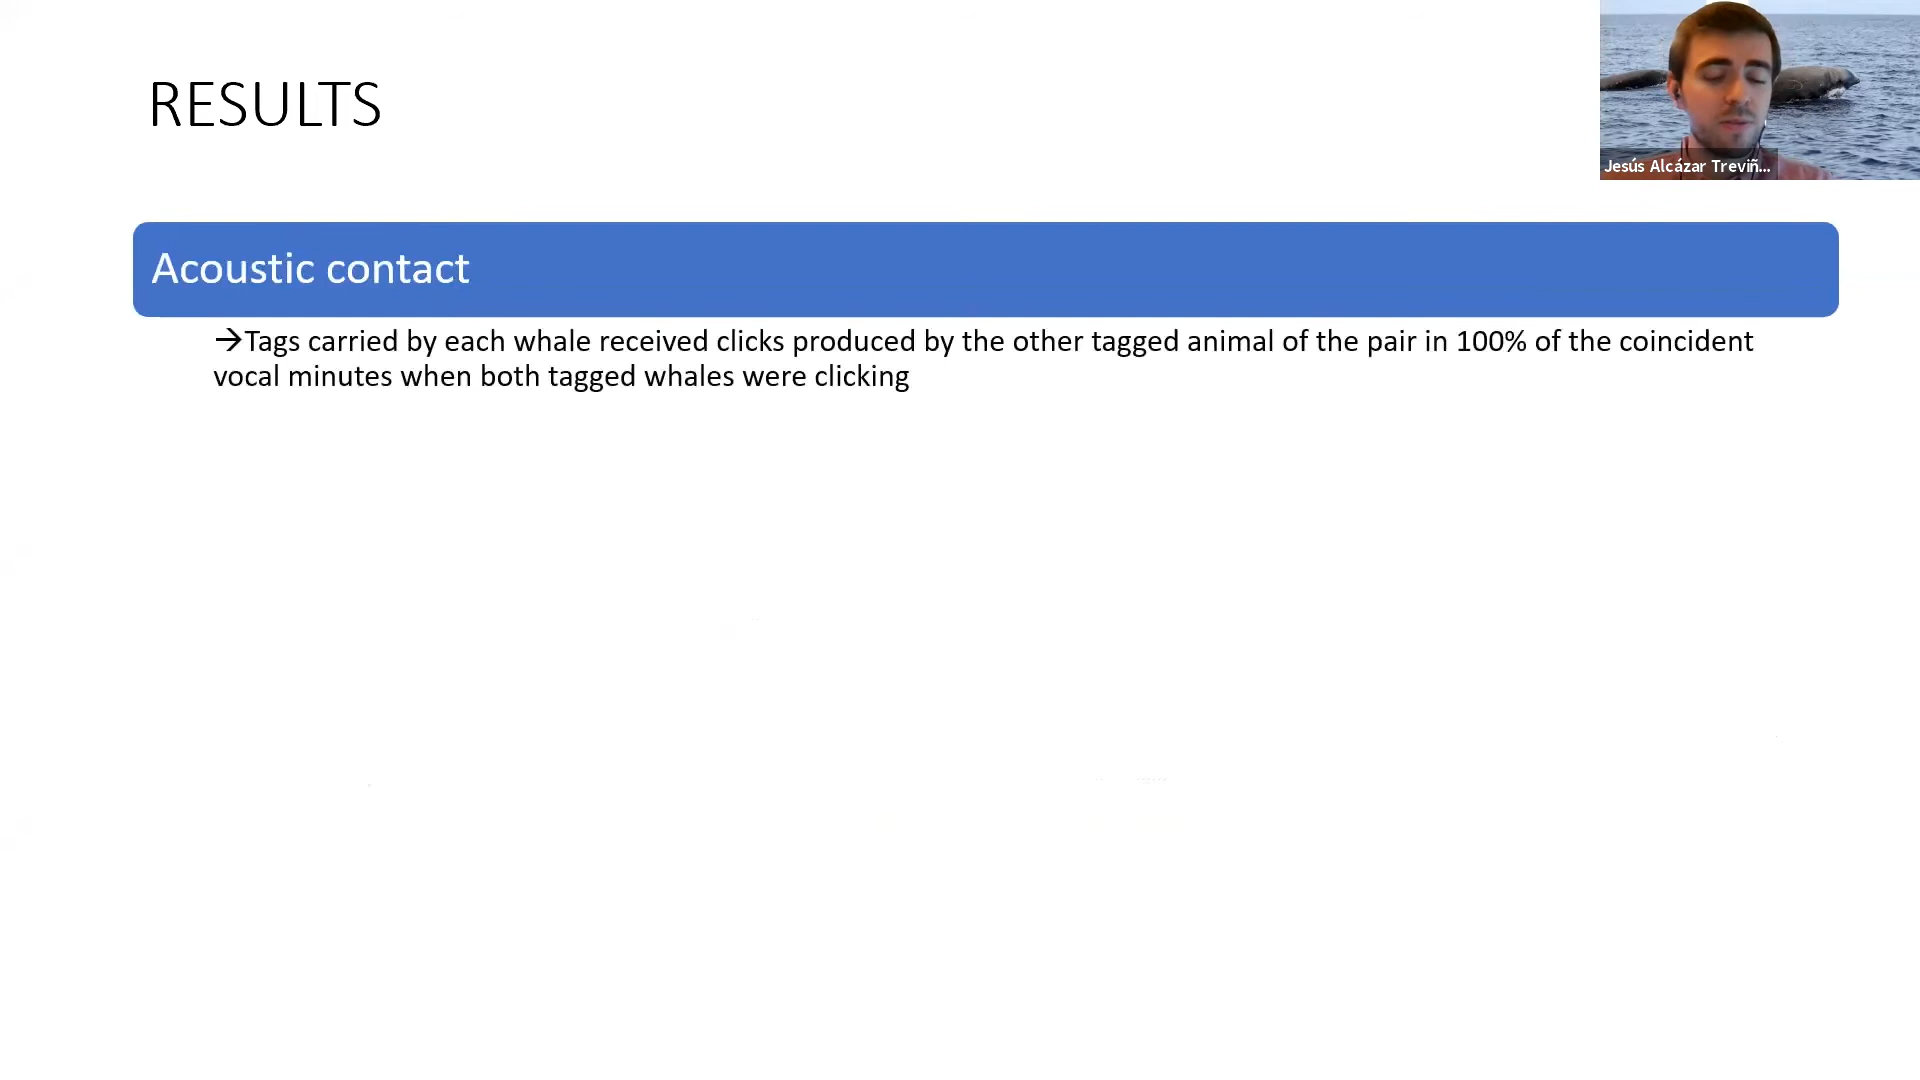 RESULTS
Jesús Alcázar Treviñ...
Acoustic contact
→Tags carried by each whale received clicks produced by the other tagged animal of the pair in 100% of the coincident
vocal minutes when both tagged whales were clicking